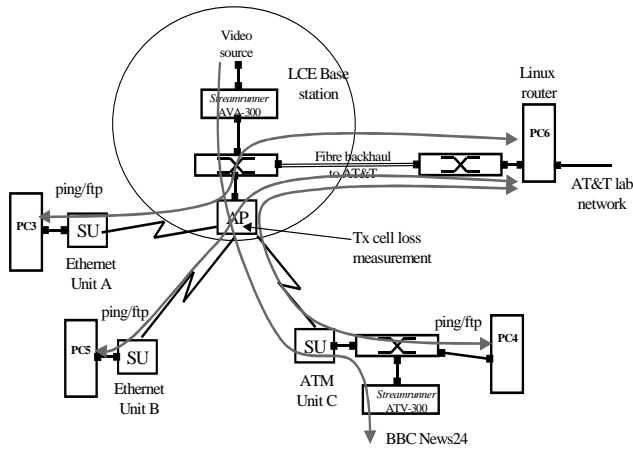 Video
source
LCE Base
station
Streamrunner
AVA-300
Linux
router
PC6
Fibre backhaul
to AT&T
AT&T lab
network
ping/ftp
PC3
SU
AP
Tx cell loss
measurement
Ethernet
Unit A
ping/ftp
ping/ftp
PC5
SU
SU
PC4
Ethernet
Unit B
ATM
Unit C
Streamrunner
ATV-300
BBC News24